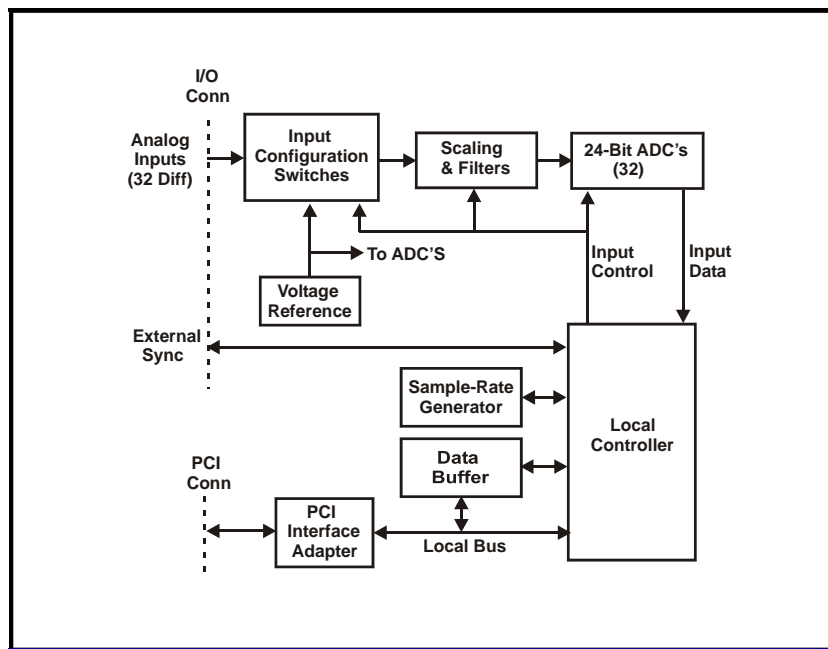 I/O
Conn
Analog
Inputs
(32 Diff)
Input
Configuration
Switches
Scaling
& Filters
24-Bit ADC's
(32)
To ADC'S
Input
Control
Input
Data
Voltage
Reference
External
Sync
Sample-Rate
Generator
Local
Controller
Data
Buffer
PCI
Conn
PCI
Interface
Adapter
Local Bus